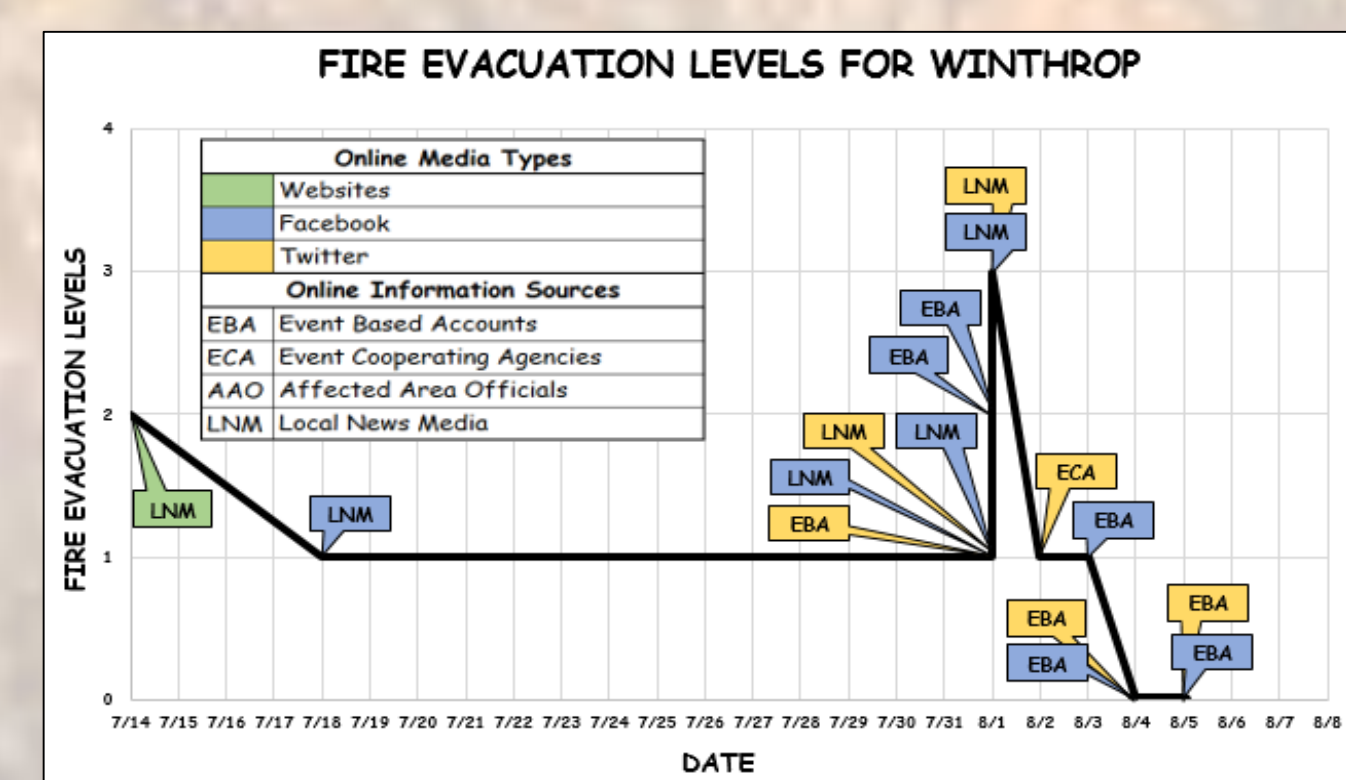 FIRE EVACUATION LEVELS FOR WINTHROP
FIRE EVACUATION LEVELS
4
3
2
1
0
Online Media Types
Websites
Facebook
Twitter
Online Information Sources
EBA Event Based Accounts
ECA Event Cooperating Agencies
AAO Affected Area Officials
LNM Local News Media
LNM
LNM
LNM
LNM
EBA
EBA
LNM
LNM
LNM
EBA
ECA
EBA
EBA
EBA
EBA
EBA
7/14 7/15 7/16 7/17 7/18 7/19 7/20 7/21 7/22 7/23 7/24 7/25 7/26 7/27 7/28 7/29 7/30 7/31 8/1 8/2 8/3 8/4 8/5 8/6 8/7 8/8
DATE